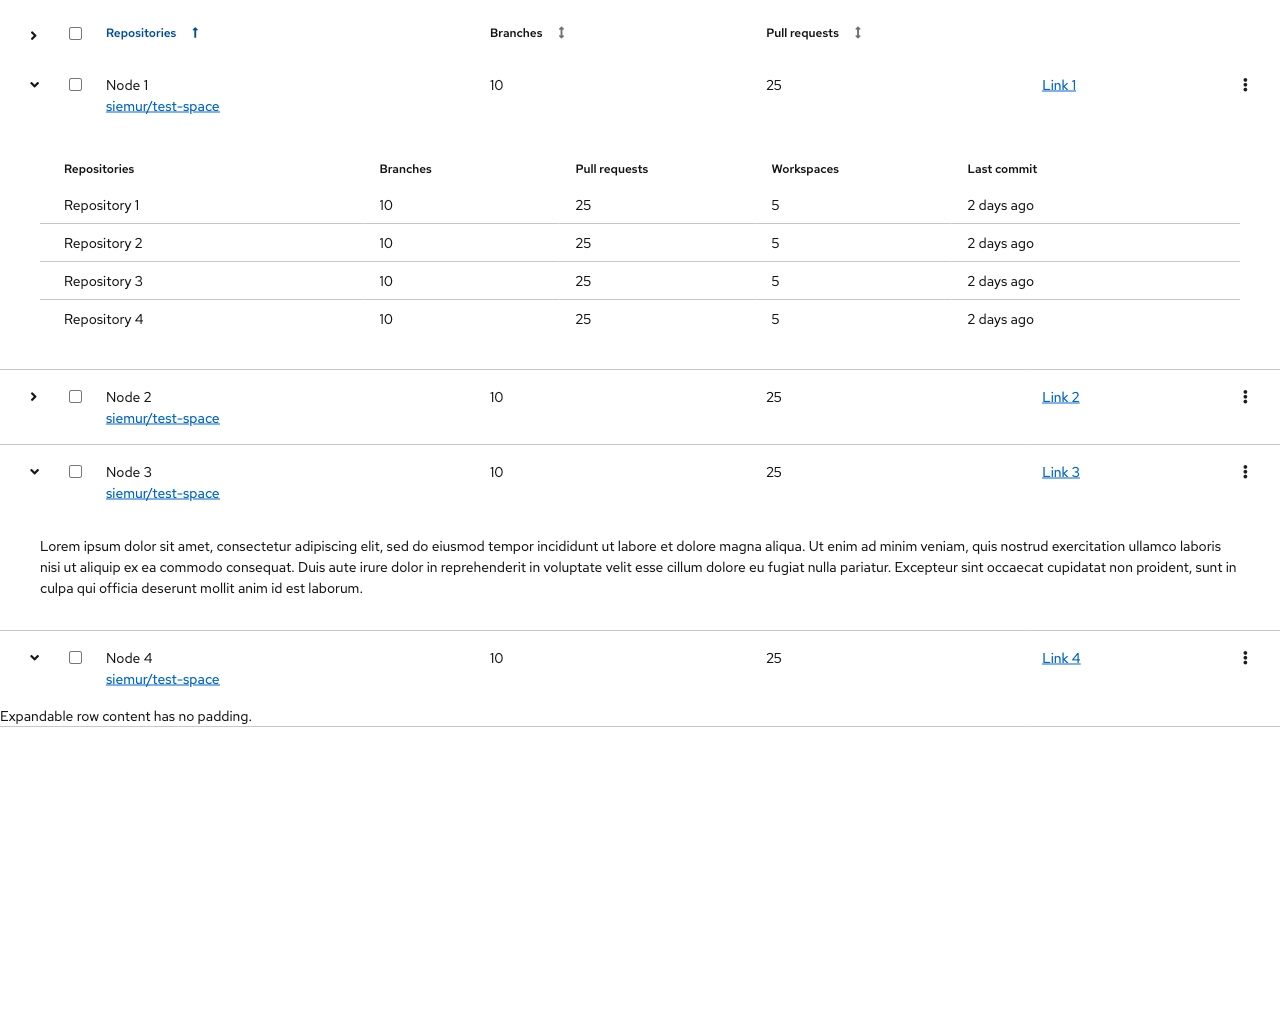 Repositories Branches Pull requests
Node 1 10 25 Link 1
siemur/test-space
Repositories Branches Pull requests Workspaces Last commit
Repository 1 10 25 5 2 days ago
Repository 2 10 25 5 2 days ago
Repository 3 10 25 5 2 days ago
Repository 4 10 25 5 2 days ago
Node 2 10 25 Link 2
siemur/test-space
Node 3 10 25 Link 3
siemur/test-space
Lorem ipsum dolor sit amet, consectetur adipiscing elit, sed do eiusmod tempor incididunt ut labore et dolore magna aliqua. Ut enim ad minim veniam, quis nostrud exercitation ullamco laboris
nisi ut aliquip ex ea commodo consequat. Duis aute irure dolor in reprehenderit in voluptate velit esse cillum dolore eu fugiat nulla pariatur. Excepteur sint occaecat cupidatat non proident, sunt in
culpa qui officia deserunt mollit anim id est laborum.
Node 4 10 25 Link 4
siemur/test-space
Expandable row content has no padding.